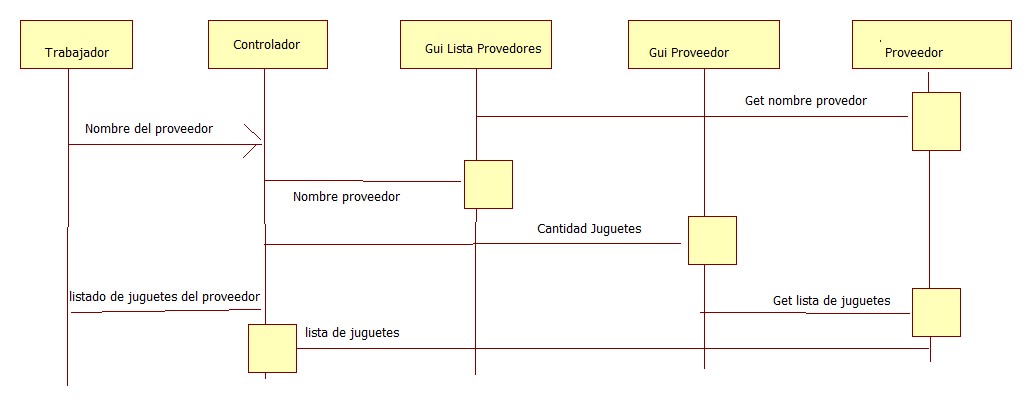 Trabajador
Controlador
Gui Lista Provedores
Gui Proveedor
Proveedor
Get nombre provedor
Nombre del proveedor
Nombre proveedor
Cantidad Juguetes
listado de juguetes del proveedor
Get lista de juguetes
lista de juguetes